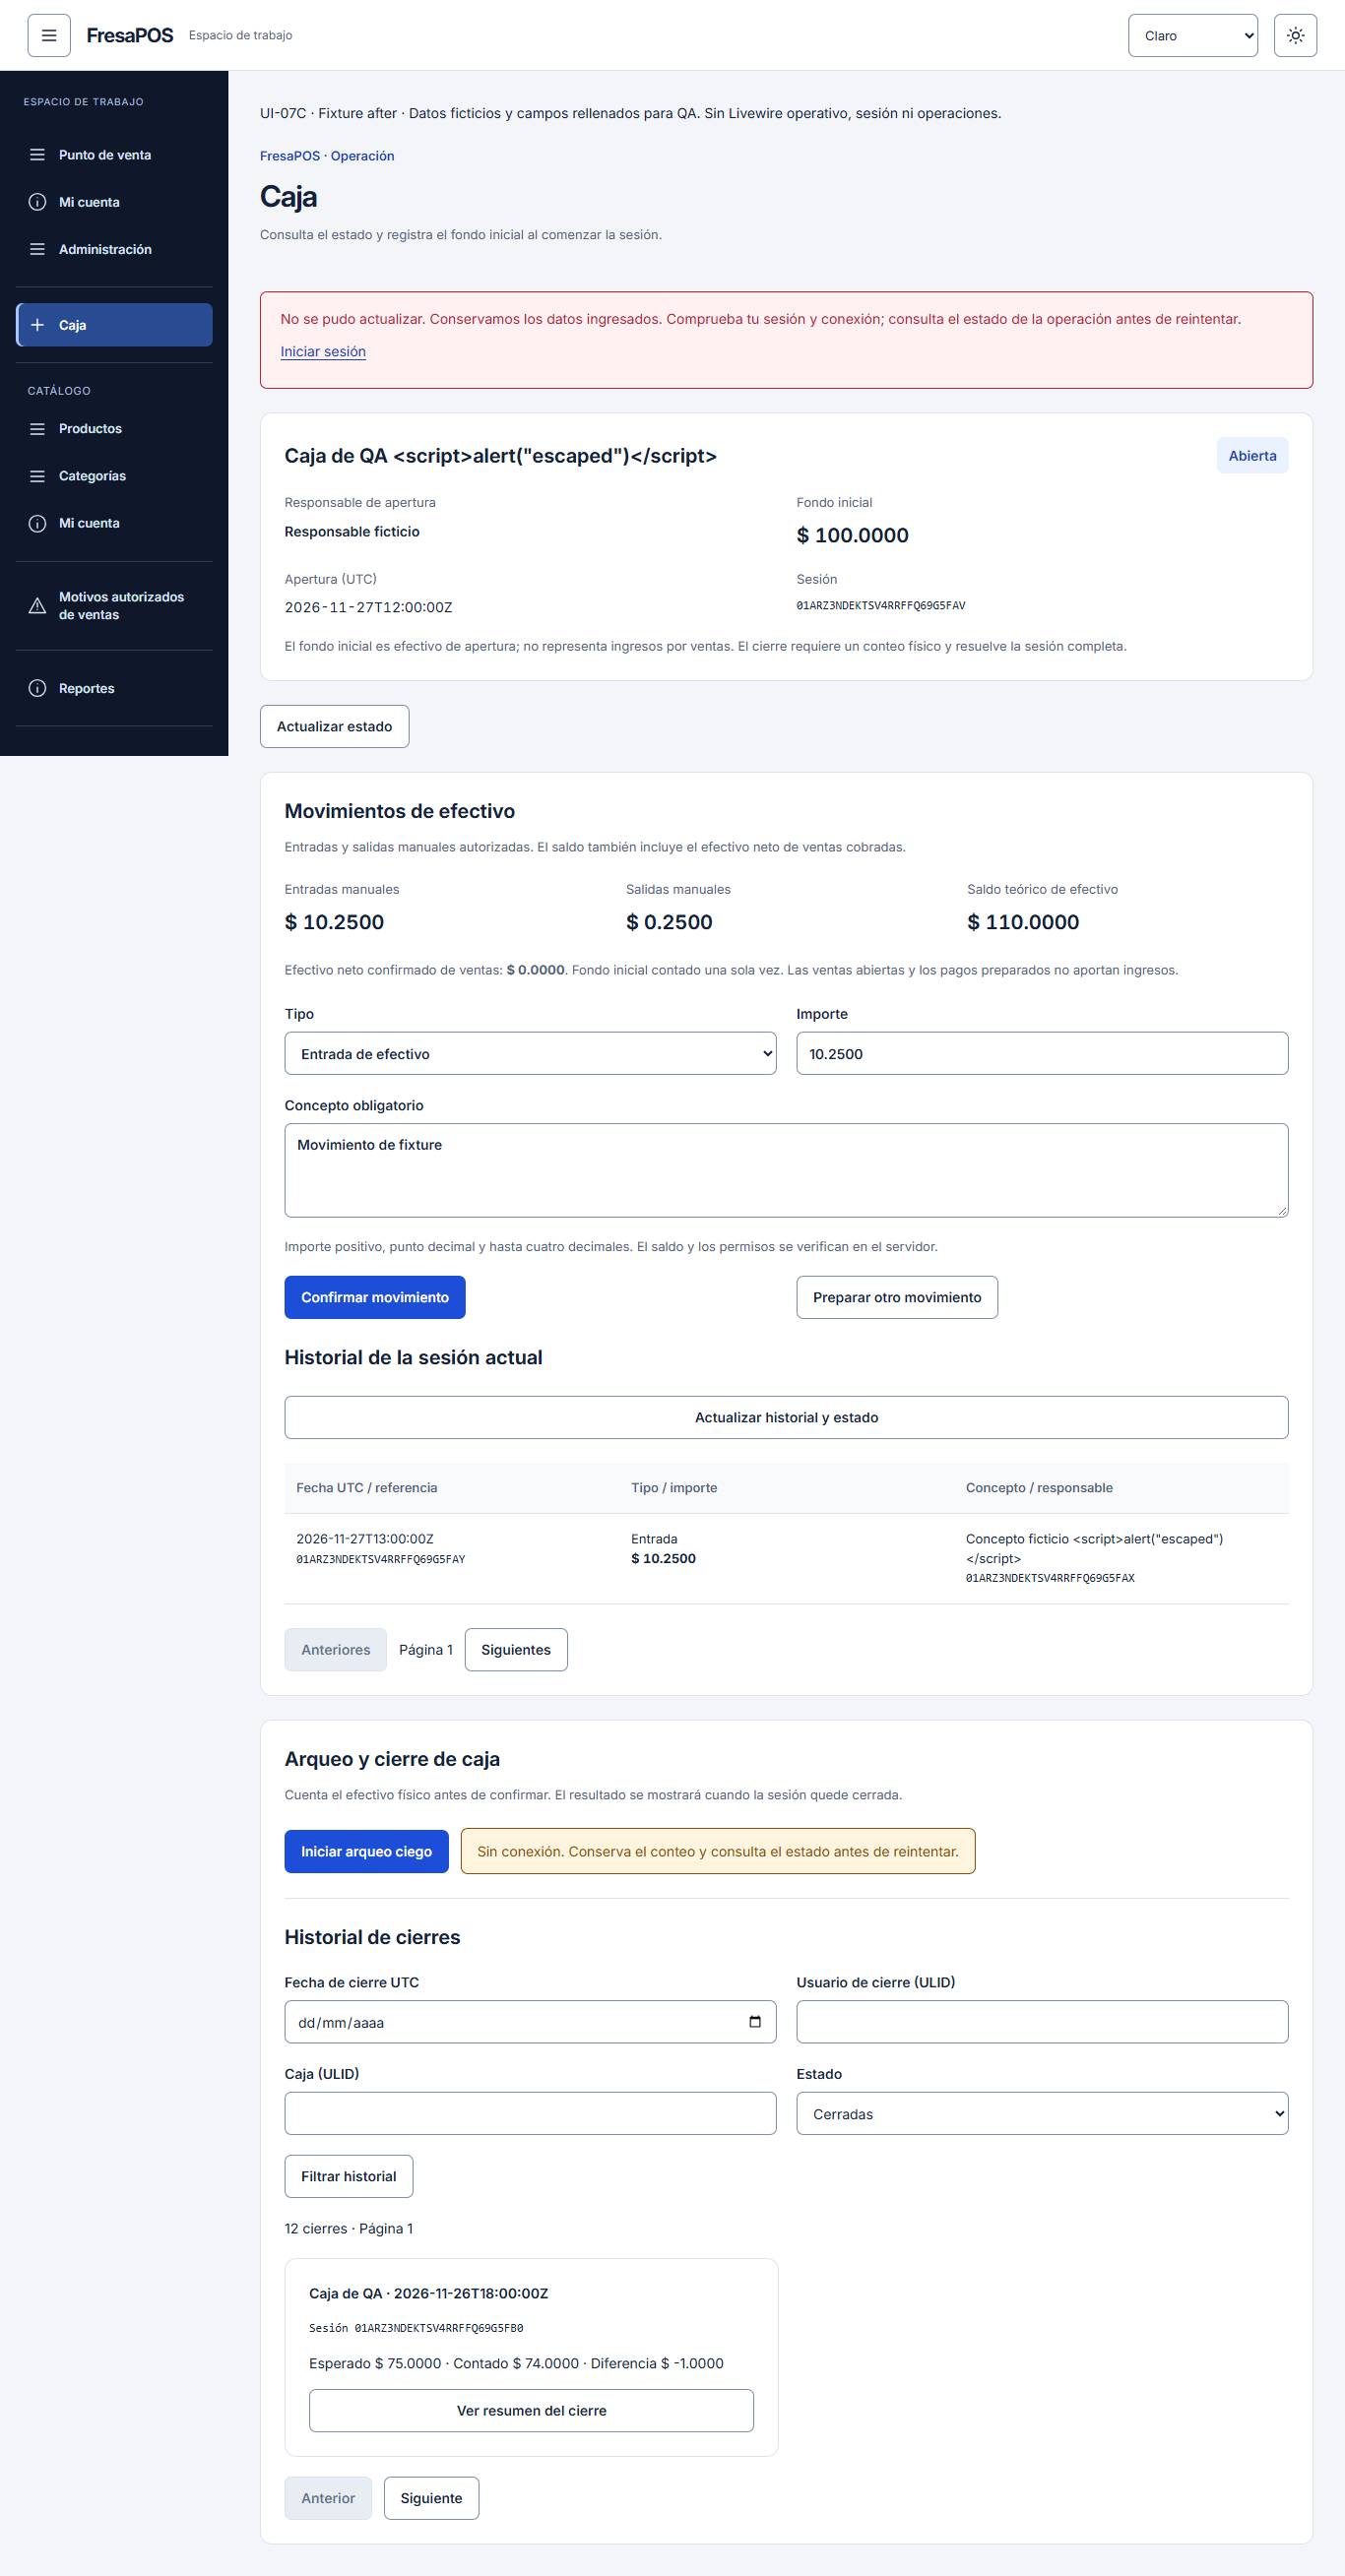 FresaPOS Espacio de trabajo
Claro
ESPACIO DE TRABAJO
Punto de venta
Mi cuenta
Administración
Caja
CATÁLOGO
Productos
Categorías
Mi cuenta
Motivos autorizados
de ventas
Reportes
UI-07C · Fixture after · Datos ficticios y campos rellenados para QA. Sin Livewire operativo, sesión ni operaciones.
FresaPOS · Operación
Caja
Consulta el estado y registra el fondo inicial al comenzar la sesión.
No se pudo actualizar. Conservamos los datos ingresados. Comprueba tu sesión y conexión; consulta el estado de la operación antes de reintentar.
Iniciar sesión
Caja de QA <script>alert("escaped")</script>
Abierta
Responsable de apertura
Responsable ficticio
Fondo inicial
$ 100.0000
Apertura (UTC)
2026-11-27T12:00:00Z
Sesión
01ARZ3NDEKTSV4RRFFQ69G5FAV
El fondo inicial es efectivo de apertura; no representa ingresos por ventas. El cierre requiere un conteo físico y resuelve la sesión completa.
Actualizar estado
Movimientos de efectivo
Entradas y salidas manuales autorizadas. El saldo también incluye el efectivo neto de ventas cobradas.
Entradas manuales
$ 10.2500
Salidas manuales
$ 0.2500
Saldo teórico de efectivo
$ 110.0000
Efectivo neto confirmado de ventas: $ 0.0000. Fondo inicial contado una sola vez. Las ventas abiertas y los pagos preparados no aportan ingresos.
Tipo
Entrada de efectivo
Importe
10.2500
Concepto obligatorio
Movimiento de fixture
Importe positivo, punto decimal y hasta cuatro decimales. El saldo y los permisos se verifican en el servidor.
Confirmar movimiento
Preparar otro movimiento
Historial de la sesión actual
Actualizar historial y estado
Fecha UTC / referencia
Tipo / importe
Concepto / responsable
2026-11-27T13:00:00Z
01ARZ3NDEKTSV4RRFFQ69G5FAY
Entrada
$ 10.2500
Concepto ficticio <script>alert("escaped")
</script>
01ARZ3NDEKTSV4RRFFQ69G5FAX
Anteriores
Página 1
Siguientes
Arqueo y cierre de caja
Cuenta el efectivo físico antes de confirmar. El resultado se mostrará cuando la sesión quede cerrada.
Iniciar arqueo ciego
Sin conexión. Conserva el conteo y consulta el estado antes de reintentar.
Historial de cierres
Fecha de cierre UTC
dd/mm/aaaa
Usuario de cierre (ULID)
Caja (ULID)
Estado
Cerradas
Filtrar historial
12 cierres · Página 1
Caja de QA · 2026-11-26T18:00:00Z
Sesión 01ARZ3NDEKTSV4RRFFQ69G5FB0
Esperado $ 75.0000 · Contado $ 74.0000 · Diferencia $ -1.0000
Ver resumen del cierre
Anterior
Siguiente